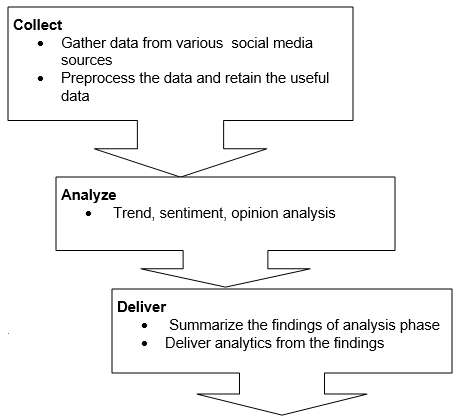 Collect
• Gather data from various social media
sources
• Preprocess the data and retain the useful
data
Analyze
• Trend, sentiment, opinion analysis
Deliver
• Summarize the findings of analysis phase
• Deliver analytics from the findings